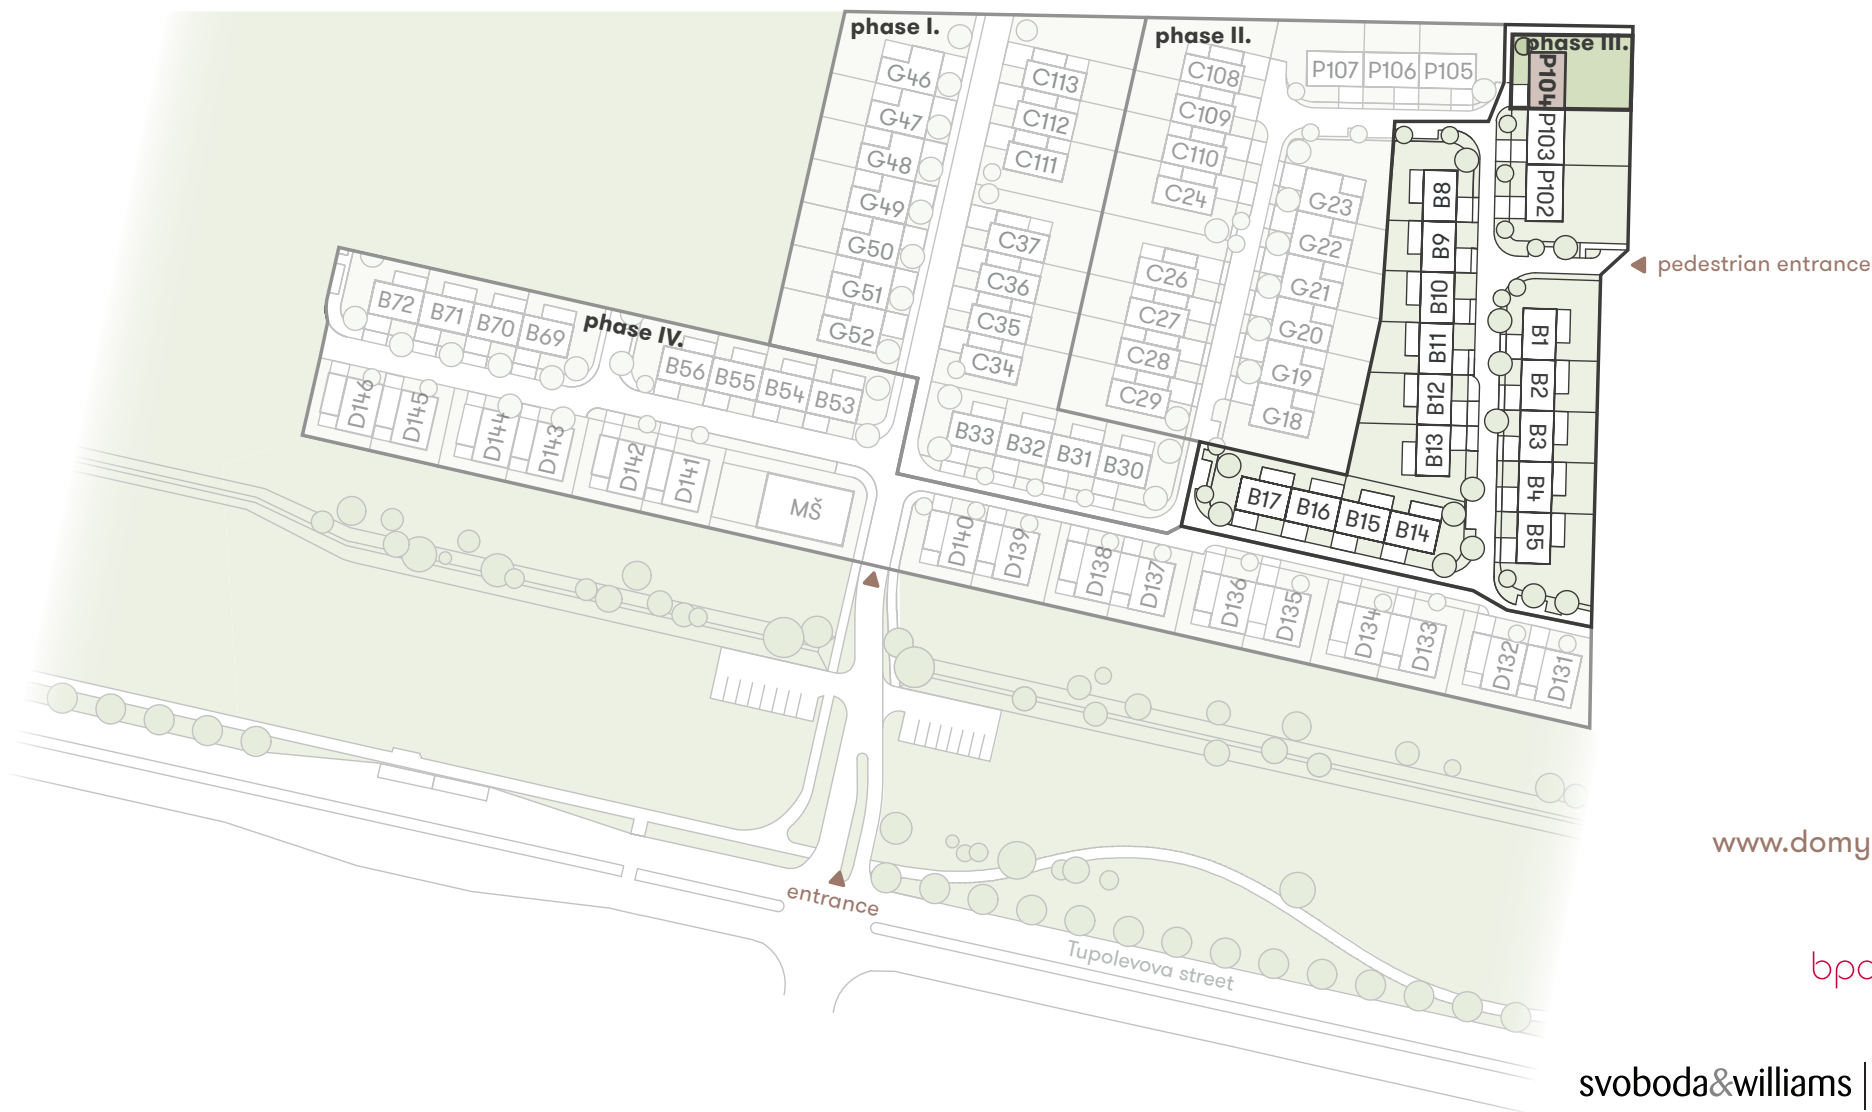 phase I.
phase II.
phase III.
G46
G47
G48
G49
G50
G51
G52
C113
C112
C111
C37
C36
C35
C34
C108
C109
C110
C24
C26
C27
C28
C29
P107
P106
P105
P104
P103
P102
G23
G22
G21
G20
G19
G18
B8
B9
B10
B11
B12
B13
pedestrian entrance
B1
B2
B3
B4
B5
phase IV.
B72
B71
B70
B69
B56
B55
B54
B53
B33
B32
B31
B30
B17
B16
B15
B14
D146
D145
D144
D143
D142
D141
MŠ
D140
D139
D138
D137
D136
D135
D134
D133
D132
D131
entrance
Tupolevova street
www.domy
svoboda&williams